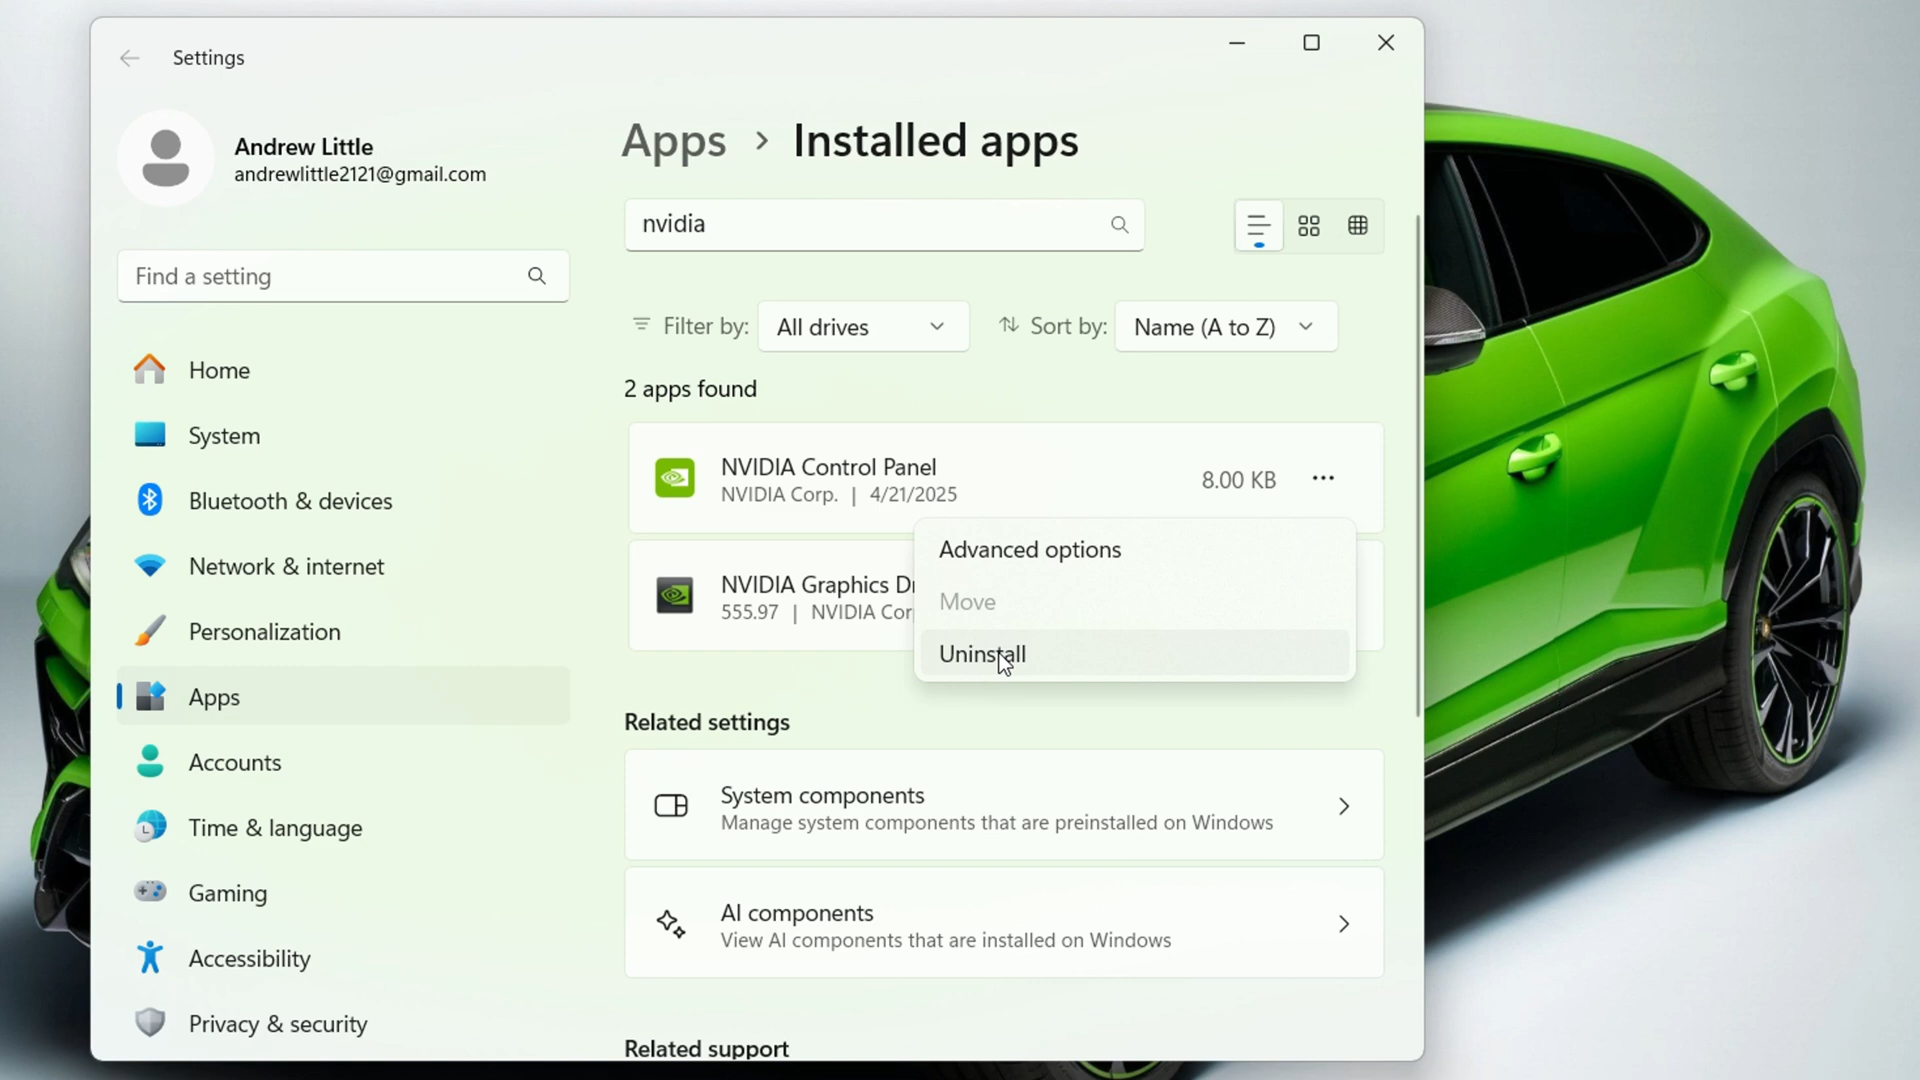 Settings
Andrew Little
andrewlittle2121@gmail.com
Find a setting
Home
System
Bluetooth & devices
Network & internet
Personalization
Apps
Accounts
Time & language
Gaming
Accessibility
Privacy & security
Apps > Installed apps
nvidia
Filter by: All drives
Sort by: Name (A to Z)
2 apps found
NVIDIA Control Panel
NVIDIA Corp. | 4/21/2025
8.00 KB
NVIDIA Graphics
555.97 | NVIDIA
Advanced options
Move
Uninstall
Related settings
System components
Manage system components that are preinstalled on Windows
AI components
View AI components that are installed on Windows
Related support